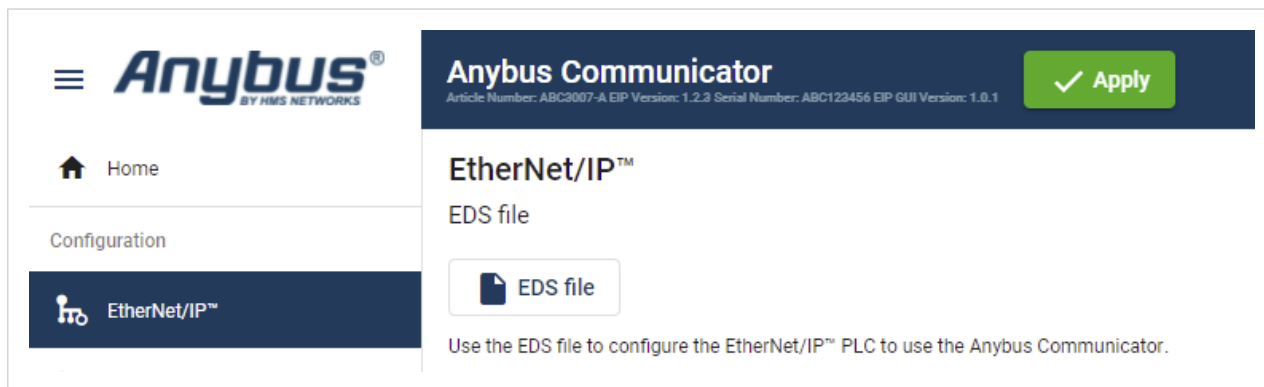 Anybus®
BY HMS NETWORKS
Anybus Communicator
Article Number: ABC3007-A EIP Version: 1.2.3 Serial Number: ABC123456 EIP GUI Version: 1.0.1
Apply
Home
Configuration
EtherNet/IP™
EtherNet/IP™
EDS file
EDS file
Use the EDS file to configure the EtherNet/IP™ PLC to use the Anybus Communicator.